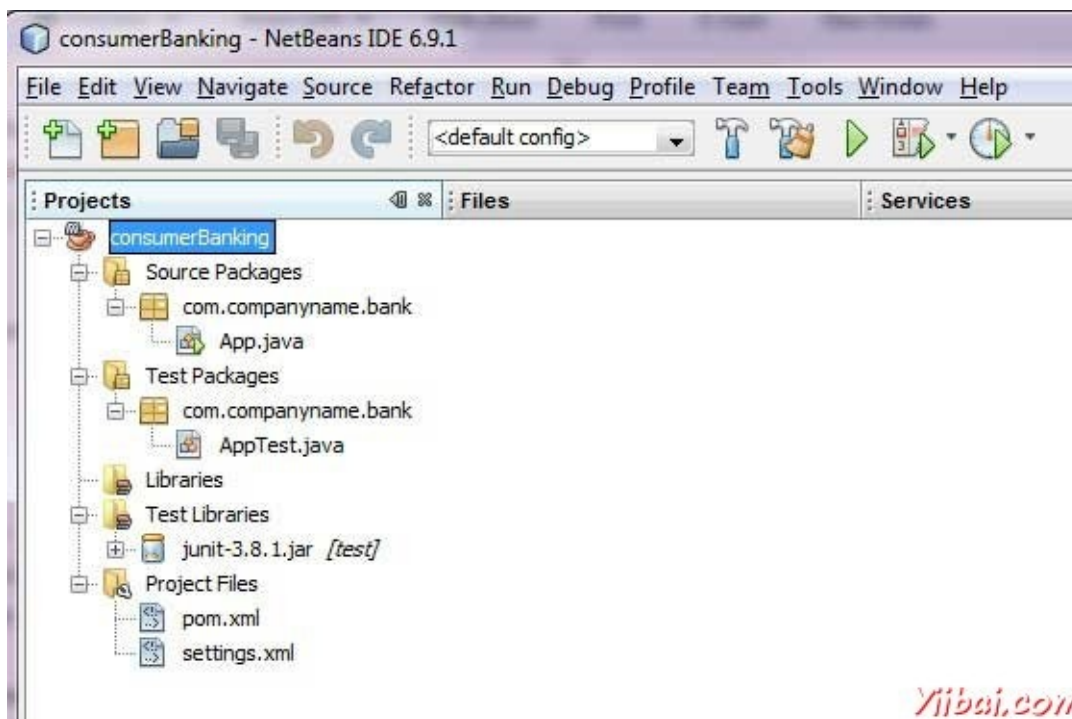 consumerBanking - NetBeans IDE 6.9.1
File Edit View Navigate Source Refactor Run Debug Profile Team Tools Window Help
<default config>
Projects Files Services
consumerBanking
Source Packages
com.companyname.bank
App.java
Test Packages
com.companyname.bank
AppTest.java
Libraries
Test Libraries
junit-3.8.1.jar [test]
Project Files
pom.xml
settings.xml
Yiibai.com